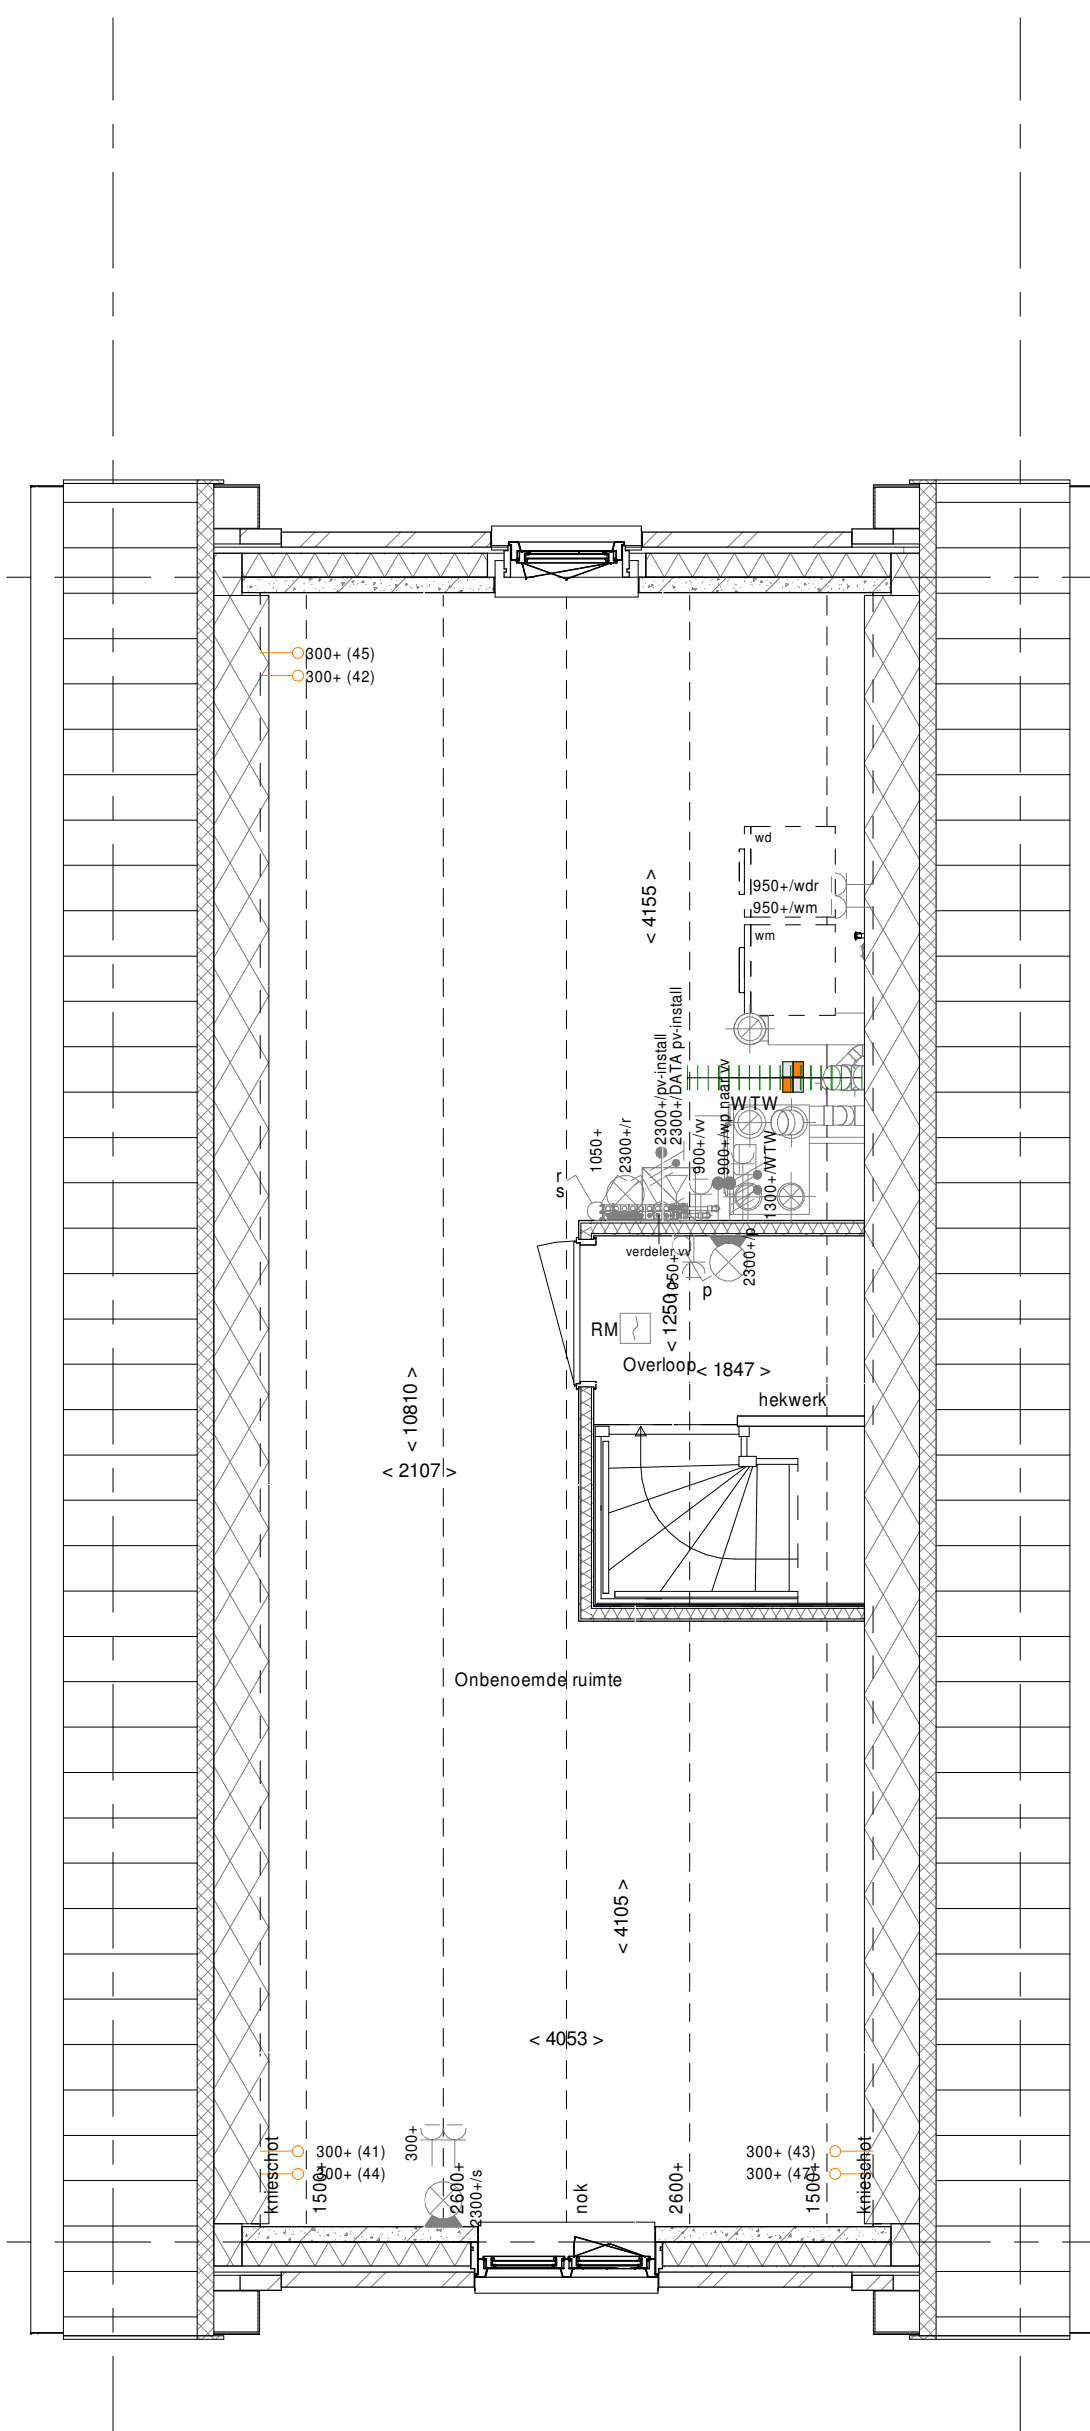 300+ (45)
300+ (42)
wd
950+/wdr
950+/wm
wm
< 4155 >
2300+/pv-install
2300+/DATA pv-install
WTW
1050+
2300+/r
900+/vv
900+/wp naar vv
1300+/WTW
r
s
verdeler vv
1050+
2300+/p
p
< 1250 >
RM
Overloop
< 1847 >
hekwerk
< 10810 >
< 2107 >
Onbenoemde ruimte
< 4105 >
< 4053 >
300+
300+ (41)
300+ (44)
300+ (43)
300+ (47)
knieschot
1500+
2600+
2300+/s
nok
2600+
1500+
knieschot